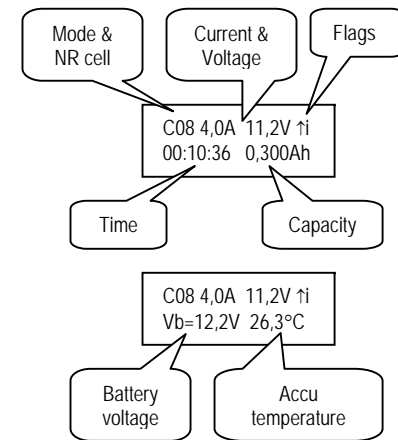 Mode &
NR cell
Current &
Voltage
Flags
C08 4,0A 11,2V ↑i
00:10:36 0,300Ah
Time
Capacity
C08 4,0A 11,2V ↑i
Vb=12,2V 26,3°C
Battery
voltage
Accu
temperature